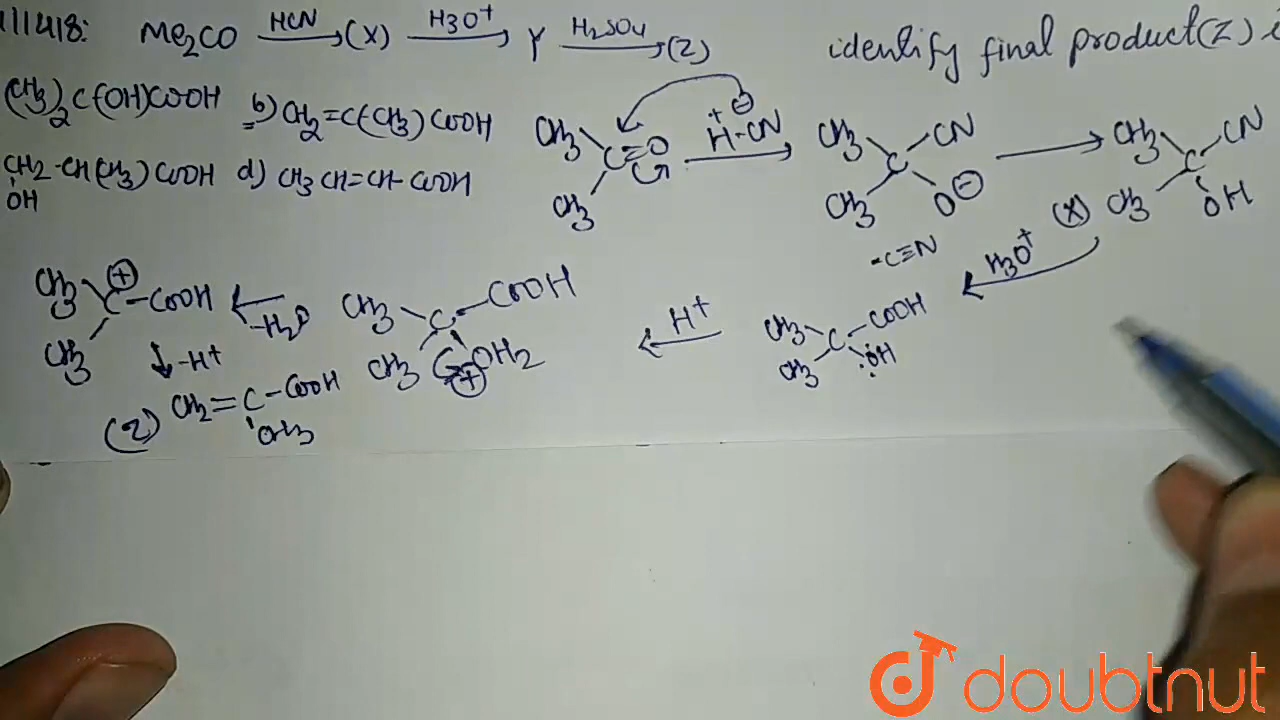 111418: Me2CO HCN (X) H3O+ Y H2SO4 (Z) identify final product(Z) i
(CH3)2C(OH)COOH b) CH2=C(CH3)COOH
CH2-CH(CH3)COOH d) CH3CH=CH-COOH
OH
CH3 C=O CH3 H+-CN⊖
CH3 C CN CH3 O⊖
CH3 C CN (X) CH3 OH
-C≡N
H3O+
CH3 C COOH CH3 :OH
H+
CH3 C-COOH CH3 OH2 ⊕
-H2O
CH3 C⊕-COOH CH3
-H+
(Z) CH2=C-COOH
CH3
doubtnut